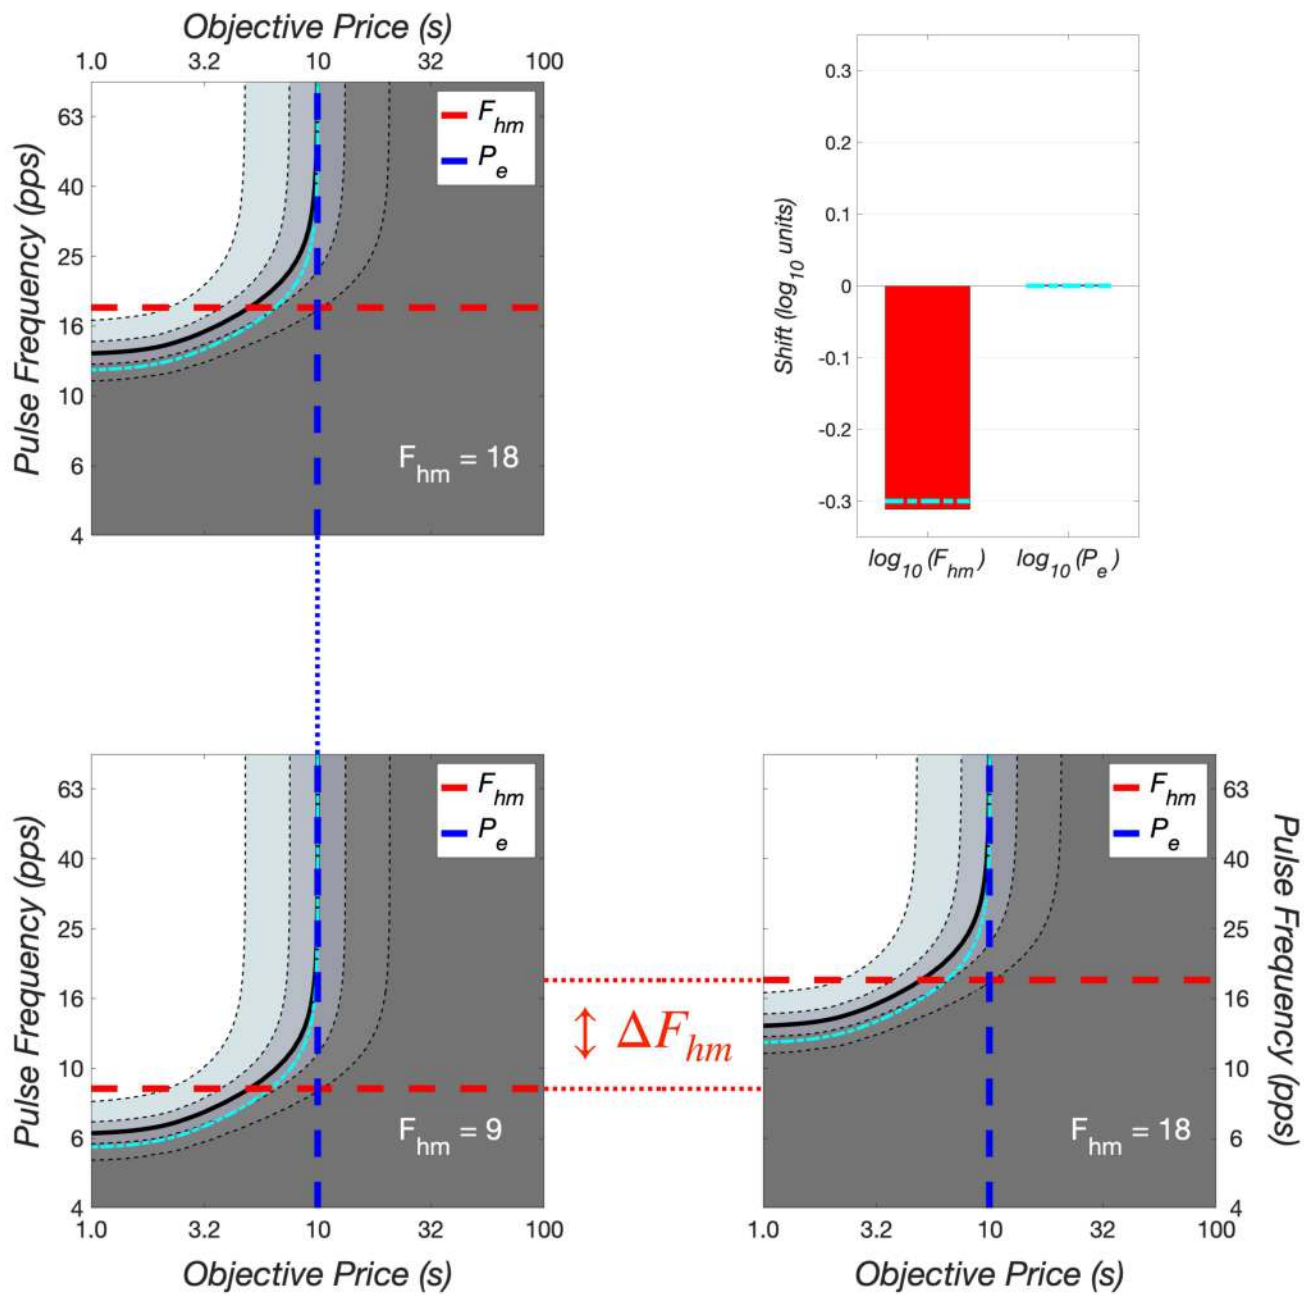 Objective Price (s)
1.0 3.2 10 32 100
Pulse Frequency (pps)
63
40
25
16
10
6
4
F_hm
P_e
F_hm = 18
Shift (log_10 units)
0.3
0.2
0.1
0
-0.1
-0.2
-0.3
log_10(F_hm) log_10(P_e)
Pulse Frequency (pps)
63
40
25
16
10
6
4
F_hm
P_e
F_hm = 9
1.0 3.2 10 32 100
Objective Price (s)
↕ ΔF_hm
F_hm
P_e
F_hm = 18
63
40
25
16
10
6
4
Pulse Frequency (pps)
1.0 3.2 10 32 100
Objective Price (s)